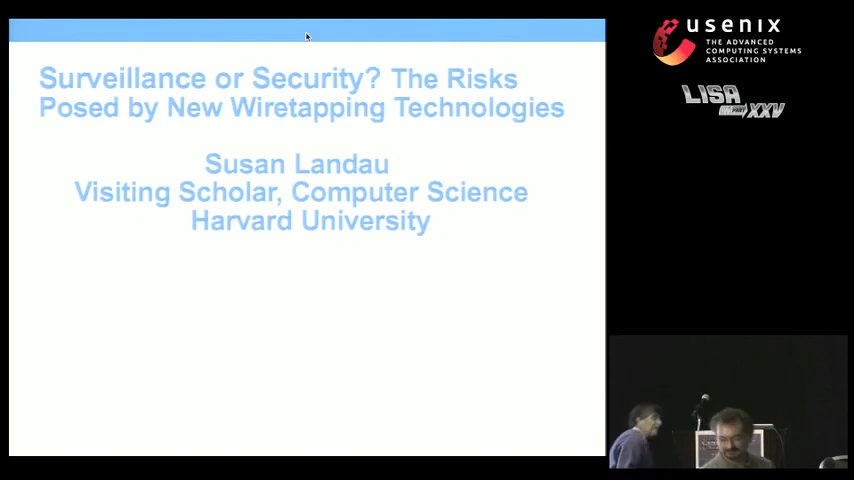 Surveillance or Security? The Risks
Posed by New Wiretapping Technologies
Susan Landau
Visiting Scholar, Computer Science
Harvard University
usenix
THE ADVANCED
COMPUTING SYSTEMS
ASSOCIATION
LISA
XXV